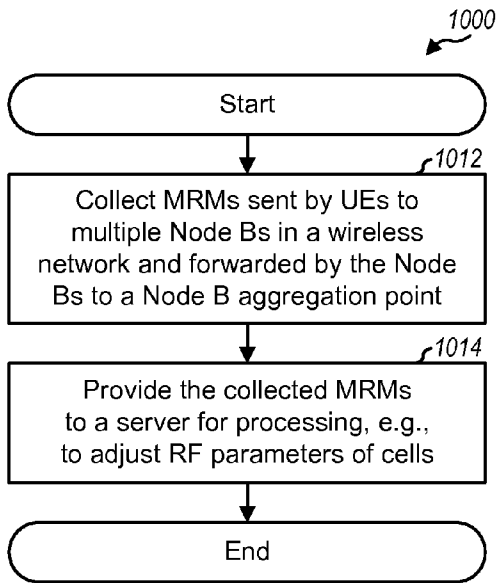 1000
Start
1012
Collect MRMs sent by UEs to
multiple Node Bs in a wireless
network and forwarded by the Node
Bs to a Node B aggregation point
1014
Provide the collected MRMs
to a server for processing, e.g.,
to adjust RF parameters of cells
End